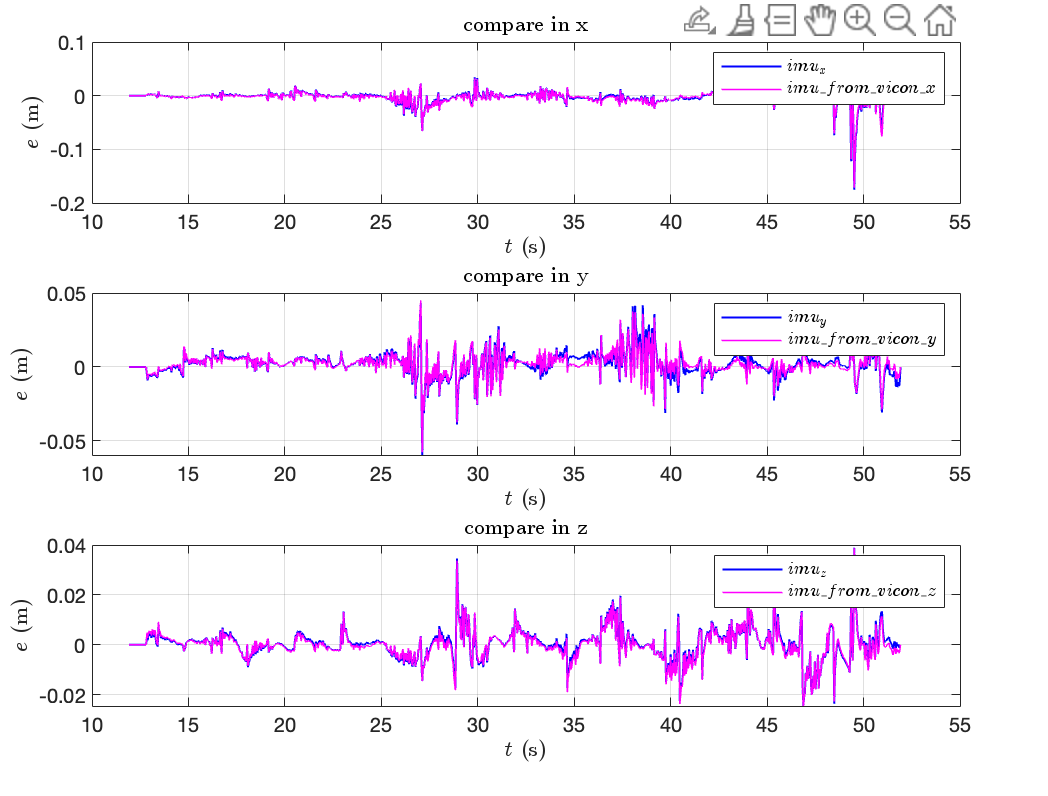 compare in x
0.1
0
-0.1
-0.2
e (m)
imu_x
imu_from_vicon_x
10 15 20 25 30 35 40 45 50 55
t (s)
compare in y
0.05
0
-0.05
e (m)
imu_y
imu_from_vicon_y
10 15 20 25 30 35 40 45 50 55
t (s)
compare in z
0.04
0.02
0
-0.02
e (m)
imu_z
imu_from_vicon_z
10 15 20 25 30 35 40 45 50 55
t (s)